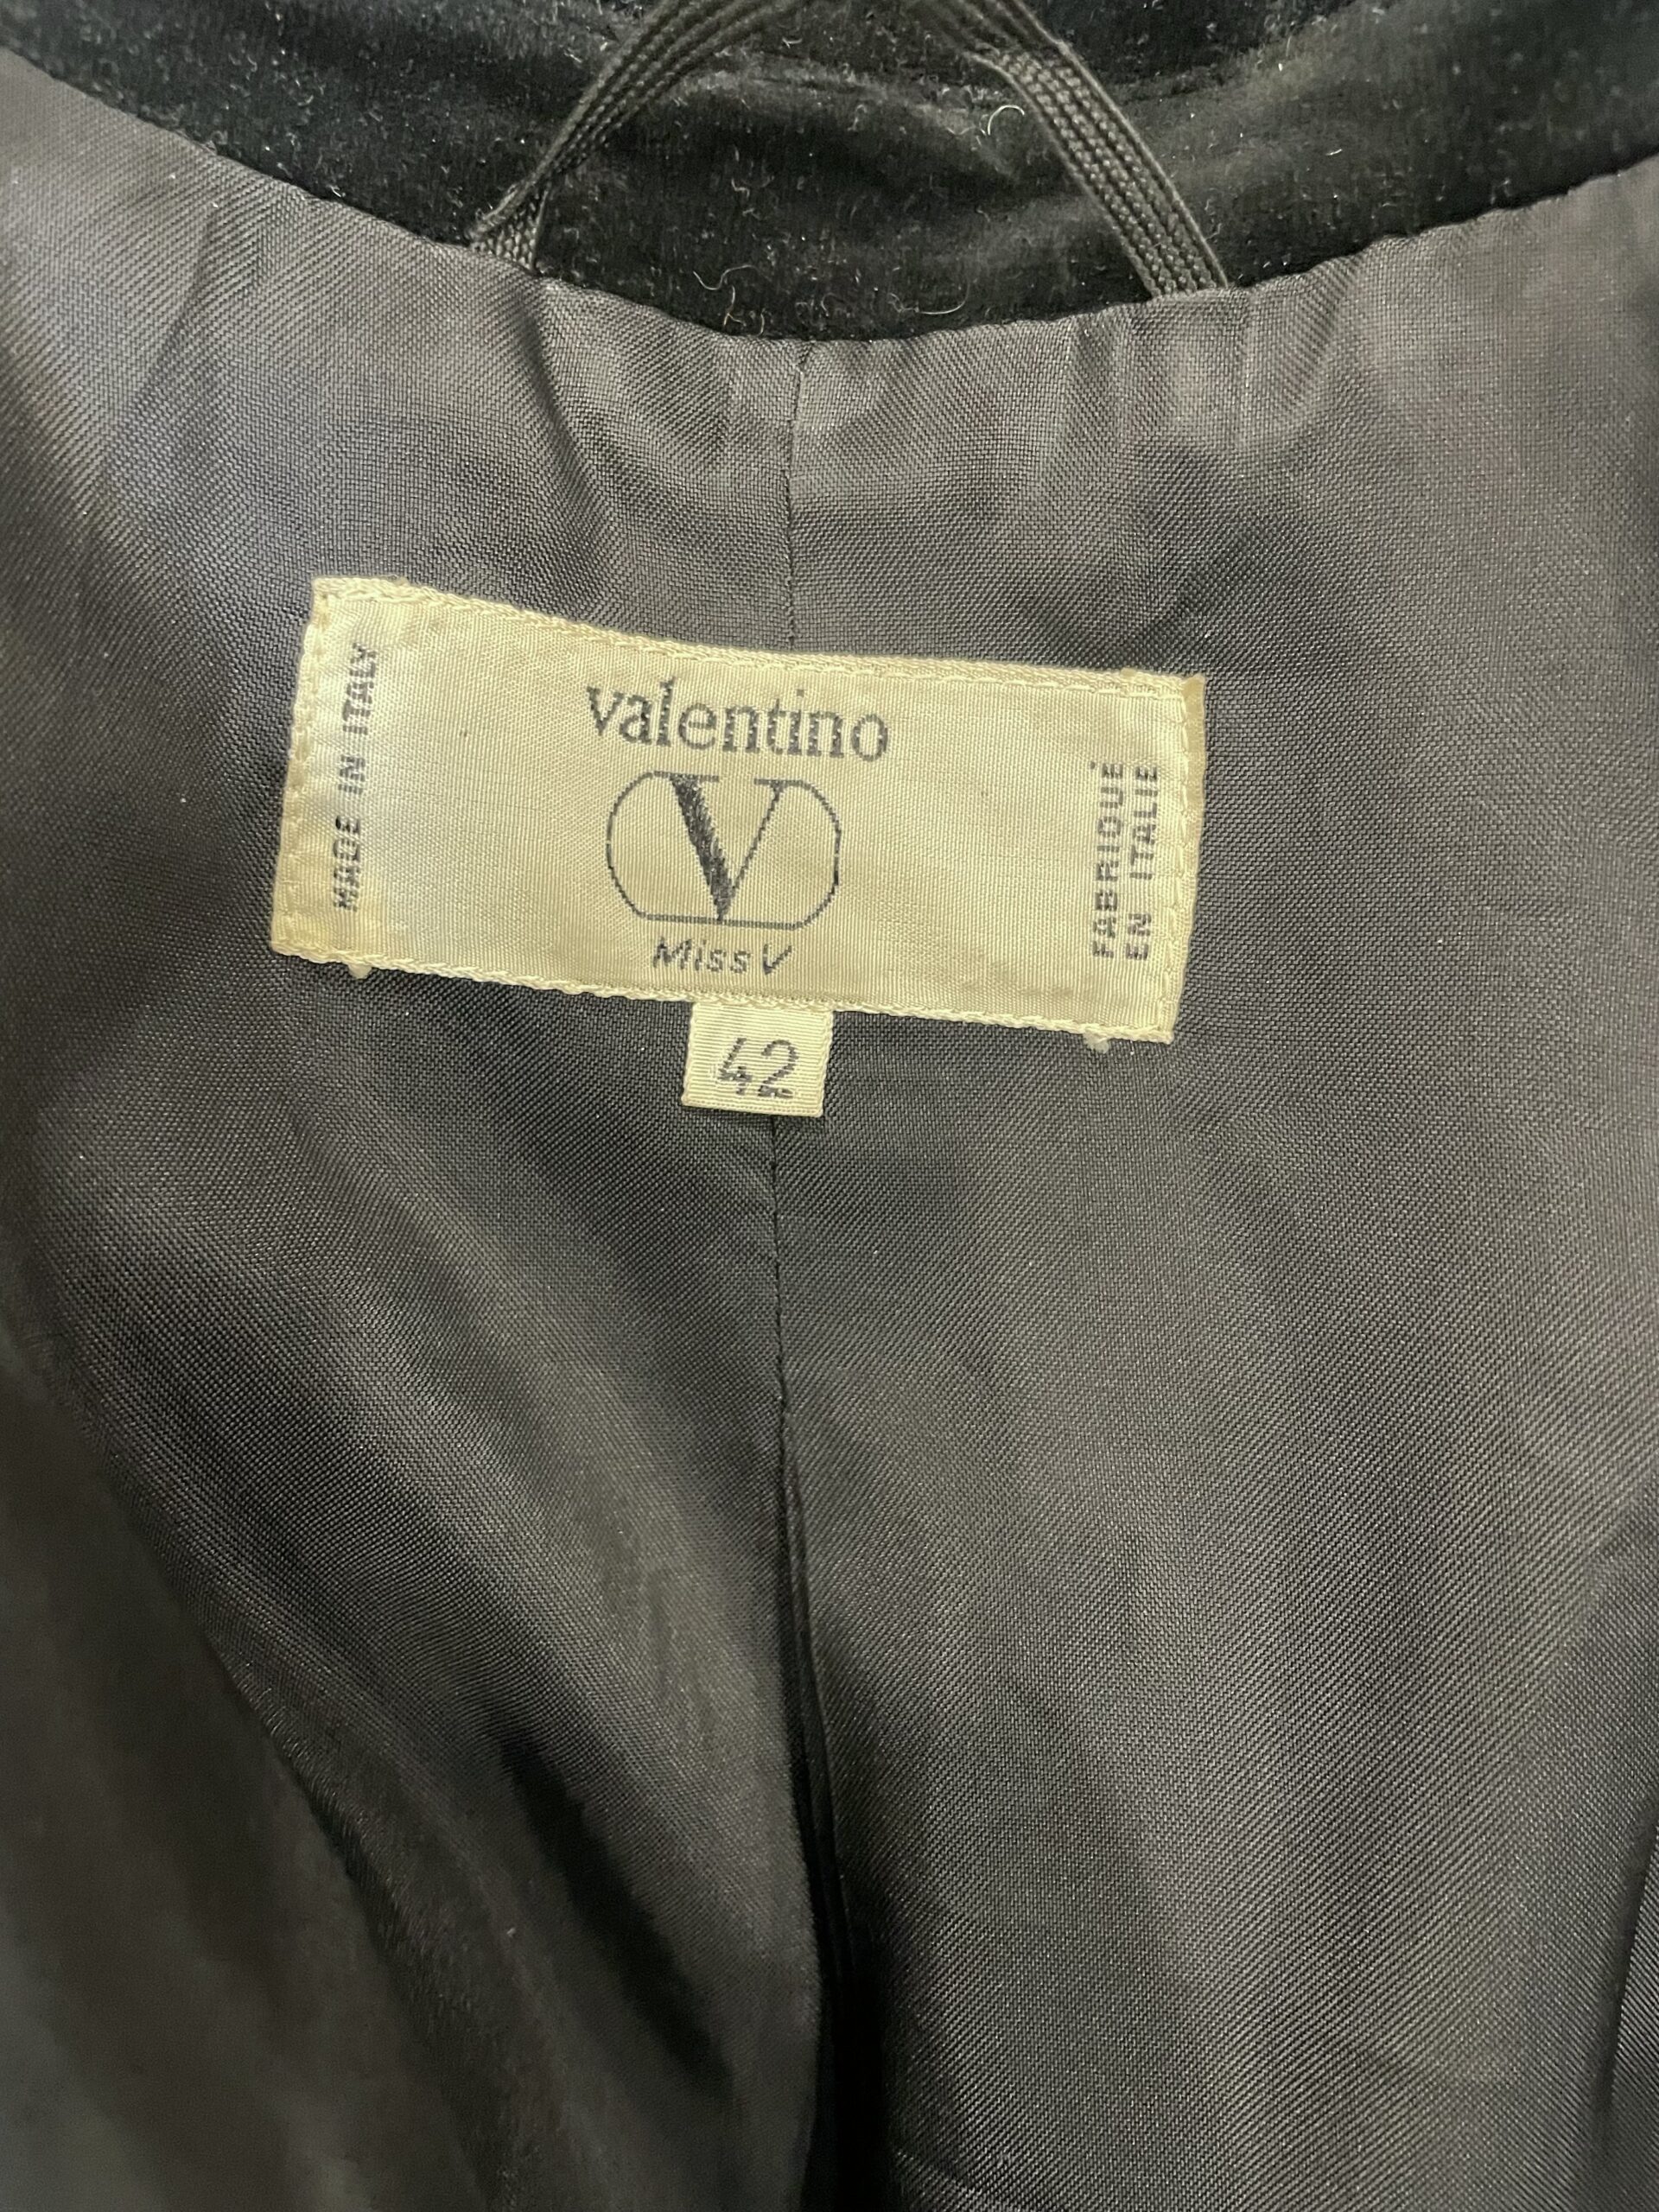 MADE IN ITALY
valentino
V
Miss V
FABRIQUÉ
EN ITALIE
42